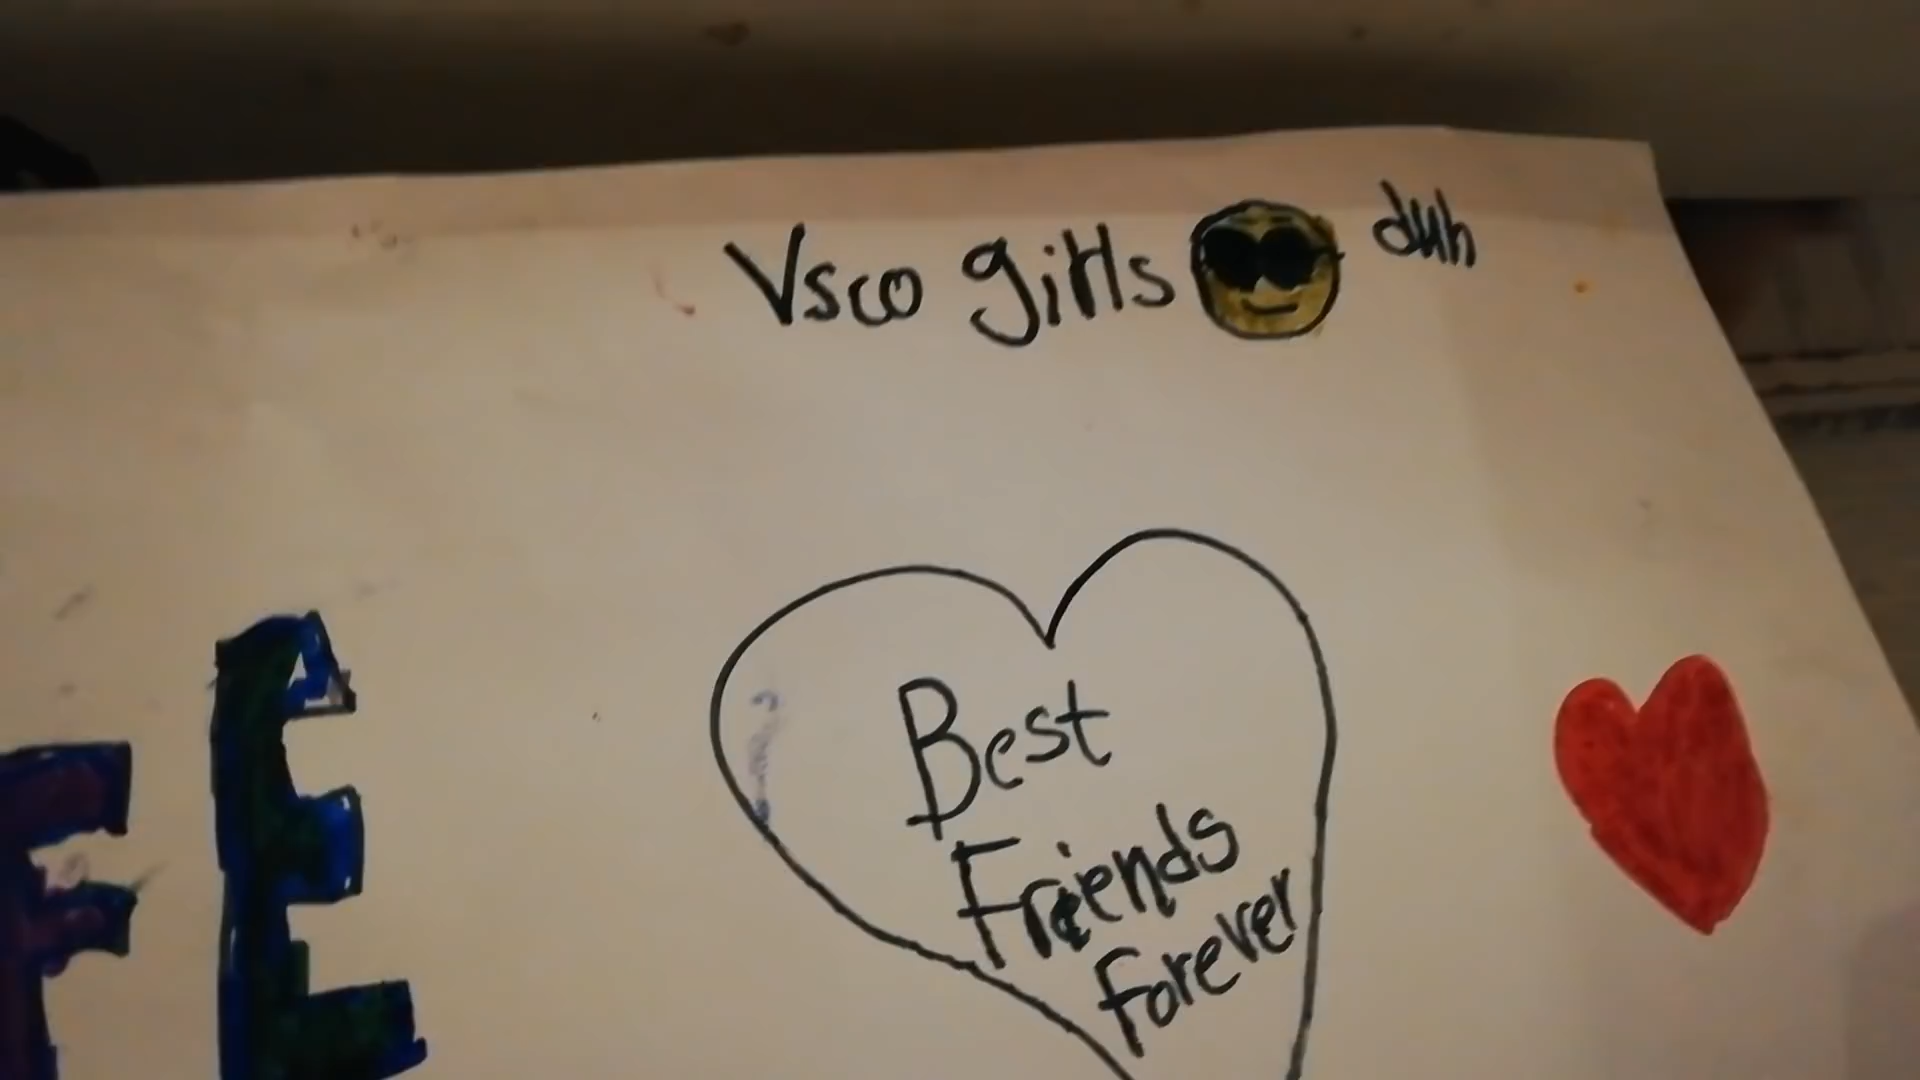 Vsco girls duh
FE
Best
Friends
Forever